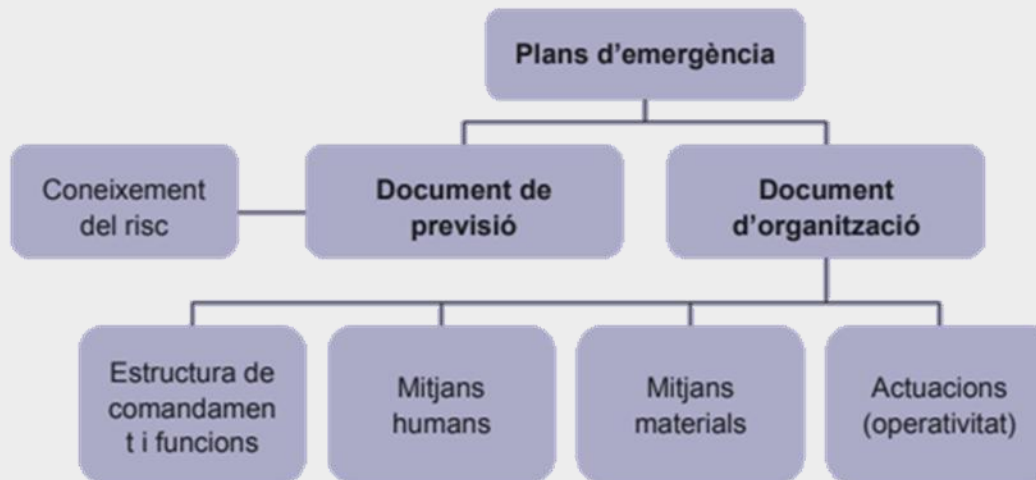 Plans d'emergència
Coneixement
del risc
Document de
previsió
Document
d'organització
Estructura de
comandamen
t i funcions
Mitjans
humans
Mitjans
materials
Actuacions
(operativitat)